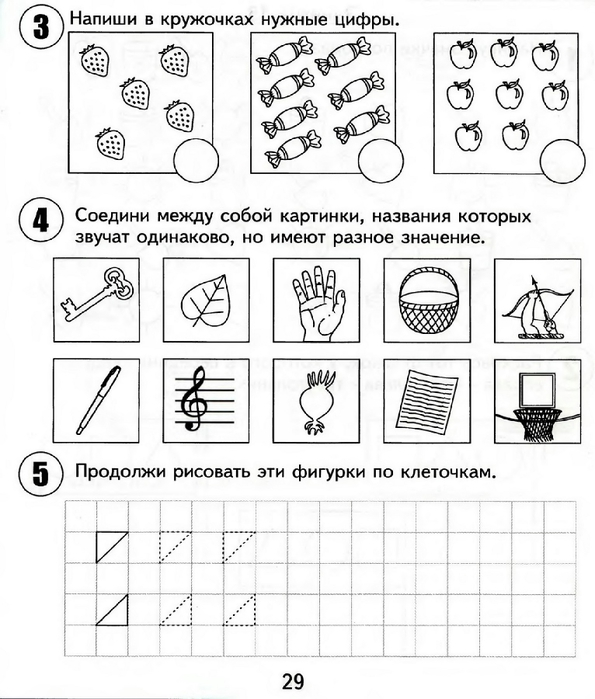 3 Напиши в кружочках нужные цифры.
4 Соедини между собой картинки, названия которых
звучат одинаково, но имеют разное значение.
5 Продолжи рисовать эти фигурки по клеточкам.
29